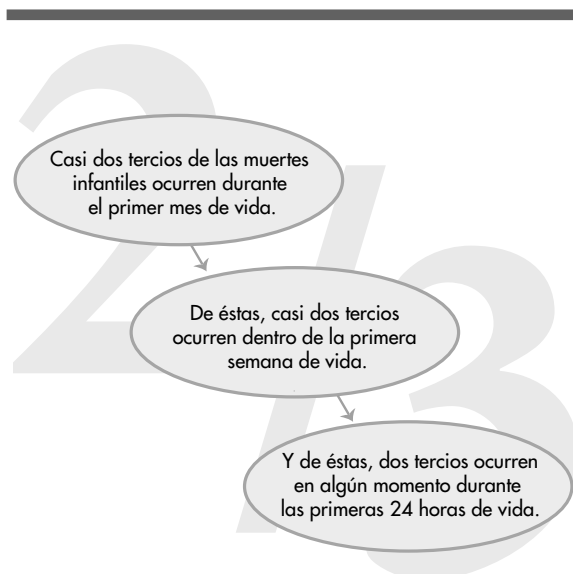 2/3
Casi dos tercios de las muertes
infantiles ocurren durante
el primer mes de vida.
De éstas, casi dos tercios
ocurren dentro de la primera
semana de vida.
Y de éstas, dos tercios ocurren
en algún momento durante
las primeras 24 horas de vida.